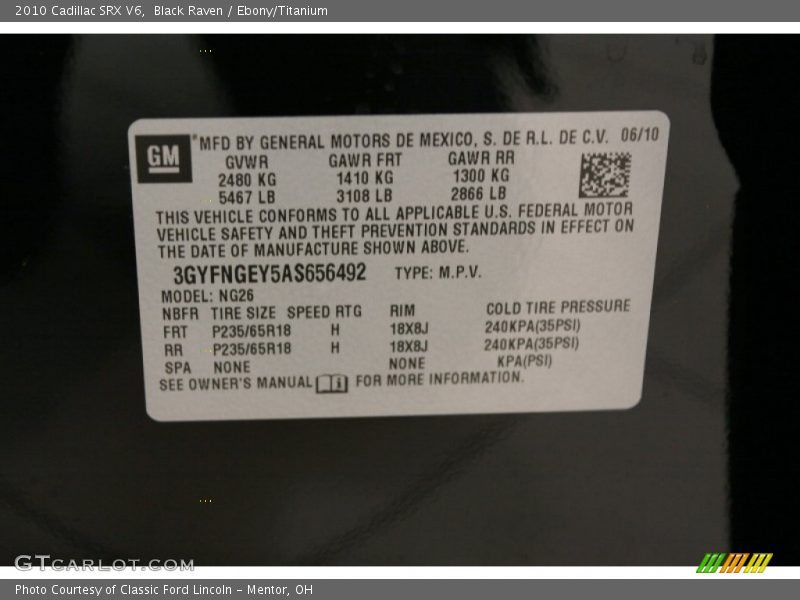 2010 Cadillac SRX V6,  Black Raven / Ebony/Titanium
GM ® MFD BY GENERAL MOTORS DE MEXICO, S. DE R.L. DE C.V. 06/10
GVWR GAWR FRT GAWR RR
2480 KG 1410 KG 1300 KG
5467 LB 3108 LB 2866 LB
THIS VEHICLE CONFORMS TO ALL APPLICABLE U.S. FEDERAL MOTOR
VEHICLE SAFETY AND THEFT PREVENTION STANDARDS IN EFFECT ON
THE DATE OF MANUFACTURE SHOWN ABOVE.
3GYFNGEY5AS656492 TYPE: M.P.V.
MODEL: NG26
NBFR TIRE SIZE SPEED RTG RIM COLD TIRE PRESSURE
FRT P235/65R18 H 18X8J 240KPA(35PSI)
RR P235/65R18 H 18X8J 240KPA(35PSI)
SPA NONE NONE KPA(PSI)
SEE OWNER'S MANUAL FOR MORE INFORMATION.
GTCARLOT.COM
Photo Courtesy of Classic Ford Lincoln – Mentor, OH